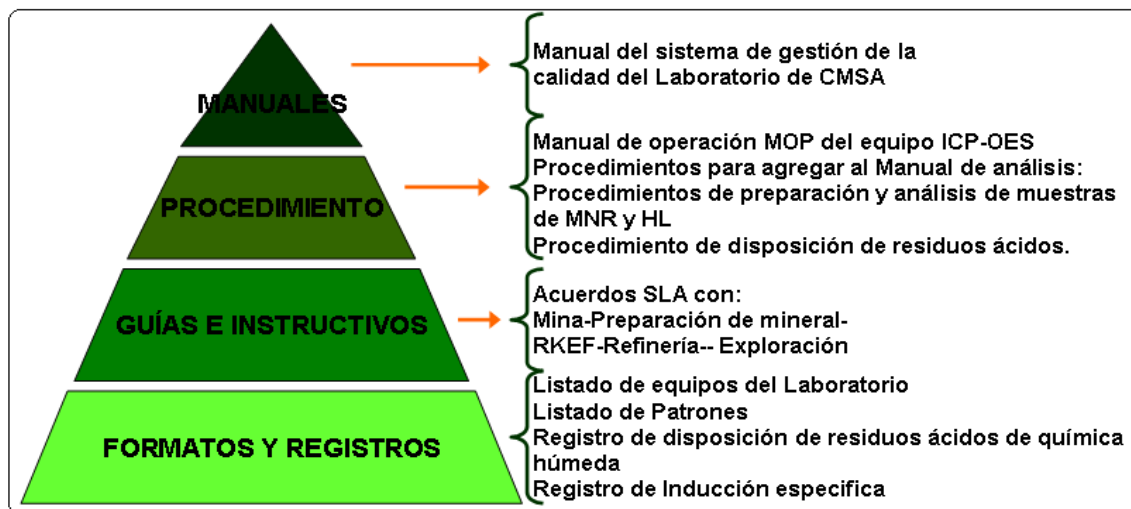 MANUALES
Manual del sistema de gestión de la
calidad del Laboratorio de CMSA
PROCEDIMIENTO
Manual de operación MOP del equipo ICP-OES
Procedimientos para agregar al Manual de análisis:
Procedimientos de preparación y análisis de muestras
de MNR y HL
Procedimiento de disposición de residuos ácidos.
GUÍAS E INSTRUCTIVOS
Acuerdos SLA con:
Mina-Preparación de mineral-
RKEF-Refinería-- Exploración
FORMATOS Y REGISTROS
Listado de equipos del Laboratorio
Listado de Patrones
Registro de disposición de residuos ácidos de química
húmeda
Registro de Inducción especifica